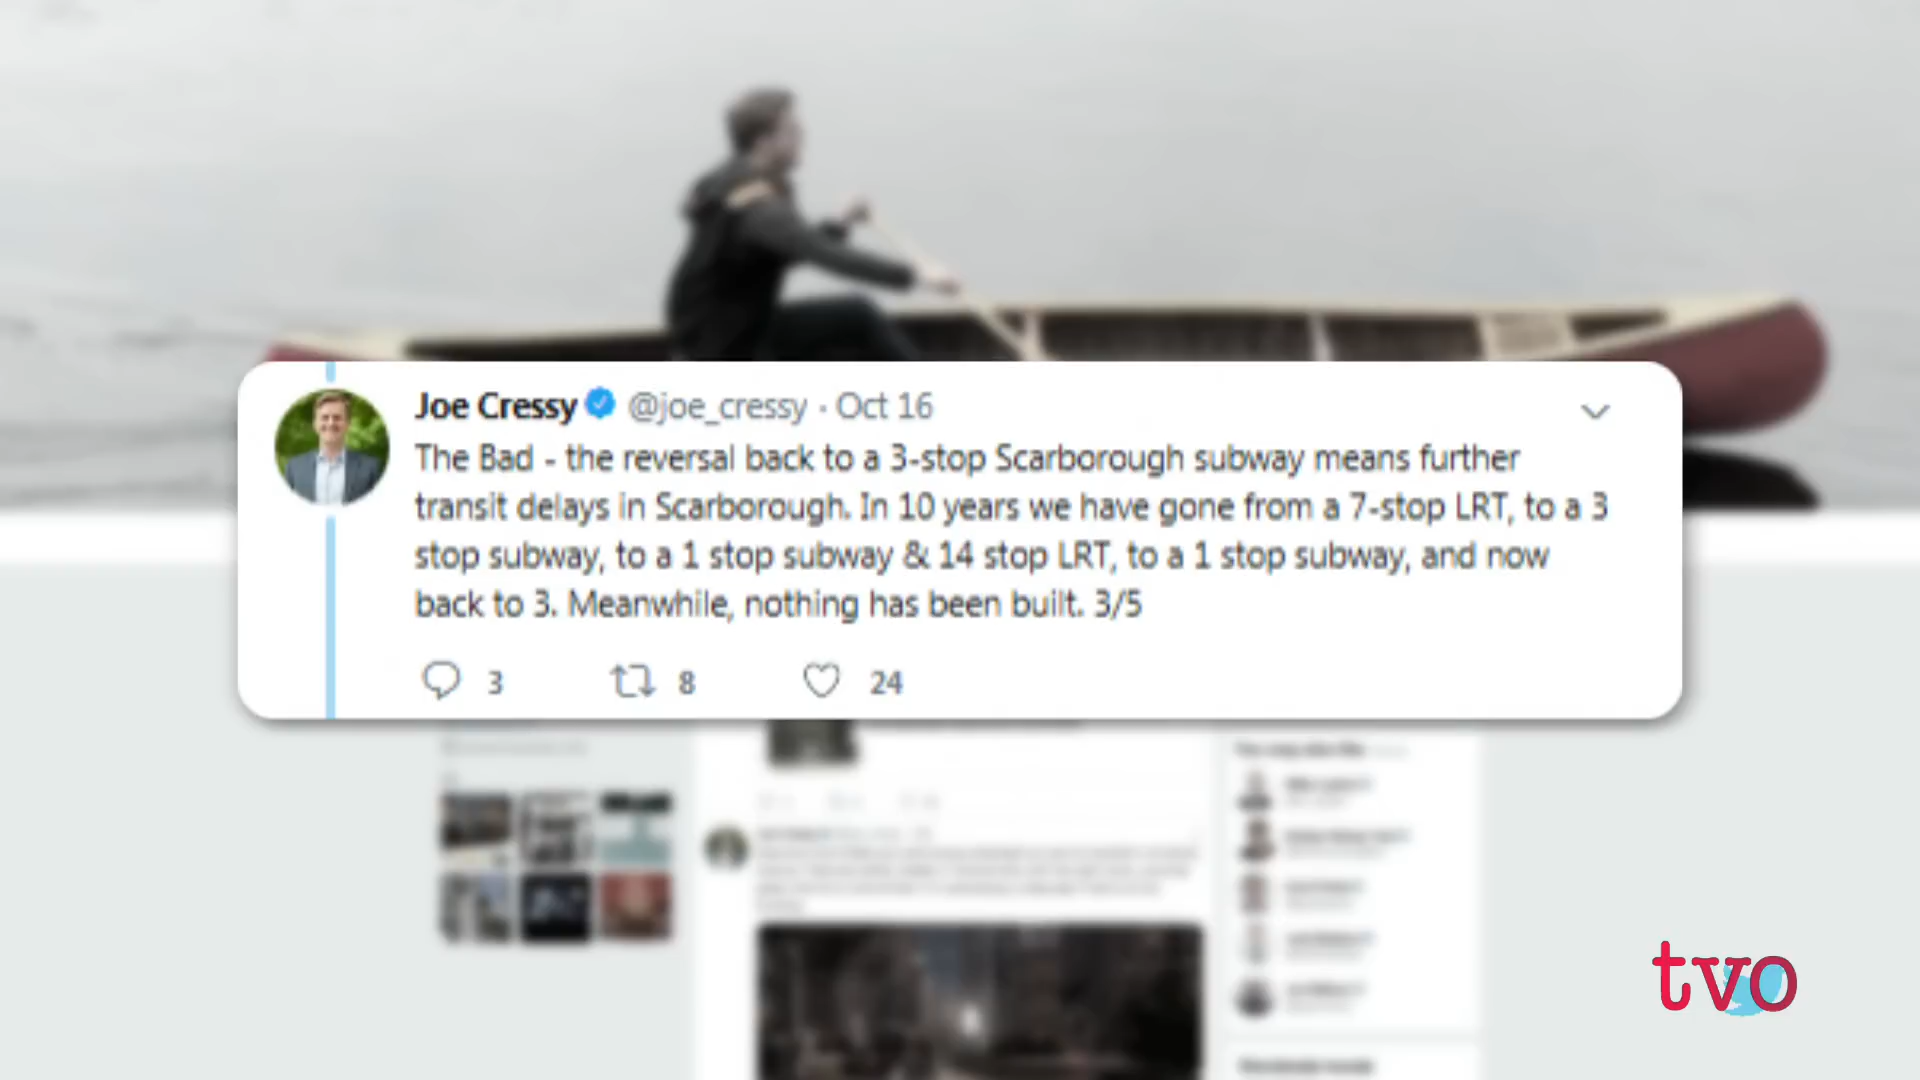 Joe Cressy @joe_cressy · Oct 16
The Bad - the reversal back to a 3-stop Scarborough subway means further
transit delays in Scarborough. In 10 years we have gone from a 7-stop LRT, to a 3
stop subway, to a 1 stop subway & 14 stop LRT, to a 1 stop subway, and now
back to 3. Meanwhile, nothing has been built. 3/5
3 8 24
tvo